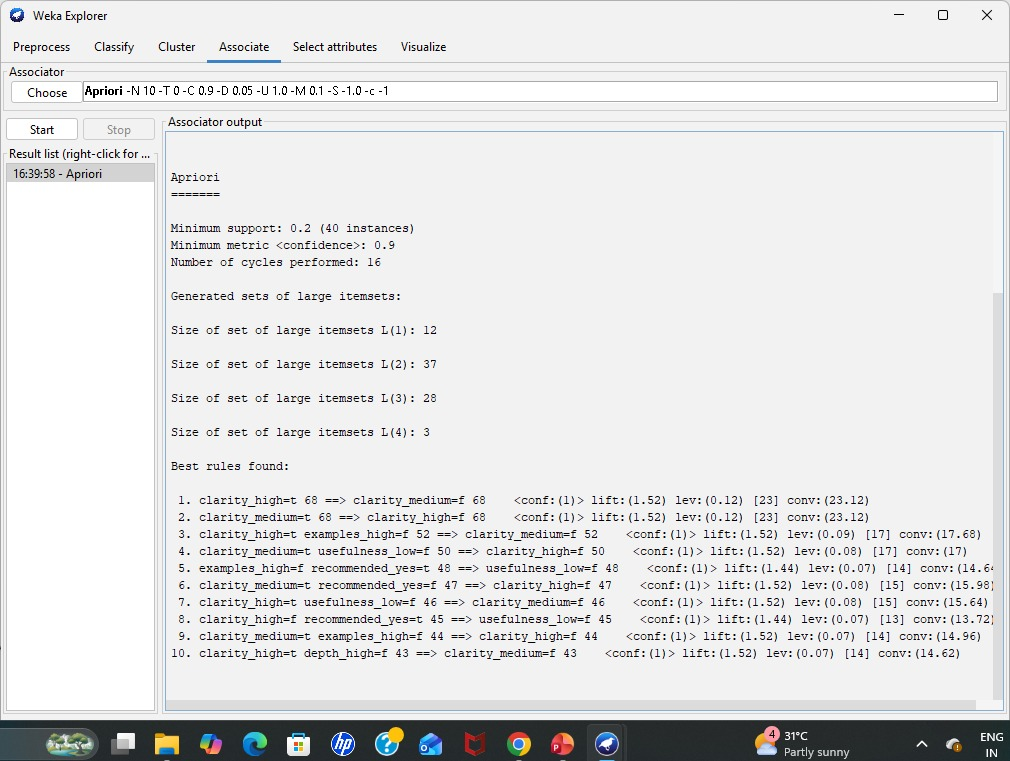 Weka Explorer
Preprocess Classify Cluster Associate Select attributes Visualize
Associator
Choose Apriori -N 10 -T 0 -C 0.9 -D 0.05 -U 1.0 -M 0.1 -S -1.0 -c -1
Start Stop
Result list (right-click for ...
16:39:58 - Apriori
Associator output
Apriori
=======
Minimum support: 0.2 (40 instances)
Minimum metric <confidence>: 0.9
Number of cycles performed: 16
Generated sets of large itemsets:
Size of set of large itemsets L(1): 12
Size of set of large itemsets L(2): 37
Size of set of large itemsets L(3): 28
Size of set of large itemsets L(4): 3
Best rules found:
1. clarity_high=t 68 ==> clarity_medium=f 68 <conf:(1)> lift:(1.52) lev:(0.12) [23] conv:(23.12)
2. clarity_medium=t 68 ==> clarity_high=f 68 <conf:(1)> lift:(1.52) lev:(0.12) [23] conv:(23.12)
3. clarity_high=t examples_high=f 52 ==> clarity_medium=f 52 <conf:(1)> lift:(1.52) lev:(0.09) [17] conv:(17.68)
4. clarity_medium=t usefulness_low=f 50 ==> clarity_high=f 50 <conf:(1)> lift:(1.52) lev:(0.08) [17] conv:(17)
5. examples_high=f recommended_yes=t 48 ==> usefulness_low=f 48 <conf:(1)> lift:(1.44) lev:(0.07) [14] conv:(14.64
6. clarity_medium=t recommended_yes=f 47 ==> clarity_high=f 47 <conf:(1)> lift:(1.52) lev:(0.08) [15] conv:(15.98)
7. clarity_high=t usefulness_low=f 46 ==> clarity_medium=f 46 <conf:(1)> lift:(1.52) lev:(0.08) [15] conv:(15.64)
8. clarity_high=f recommended_yes=t 45 ==> usefulness_low=f 45 <conf:(1)> lift:(1.44) lev:(0.07) [13] conv:(13.72)
9. clarity_medium=t examples_high=f 44 ==> clarity_high=f 44 <conf:(1)> lift:(1.52) lev:(0.07) [14] conv:(14.96)
10. clarity_high=t depth_high=f 43 ==> clarity_medium=f 43 <conf:(1)> lift:(1.52) lev:(0.07) [14] conv:(14.62)
hp
4
31°C
Partly sunny
ENG
IN